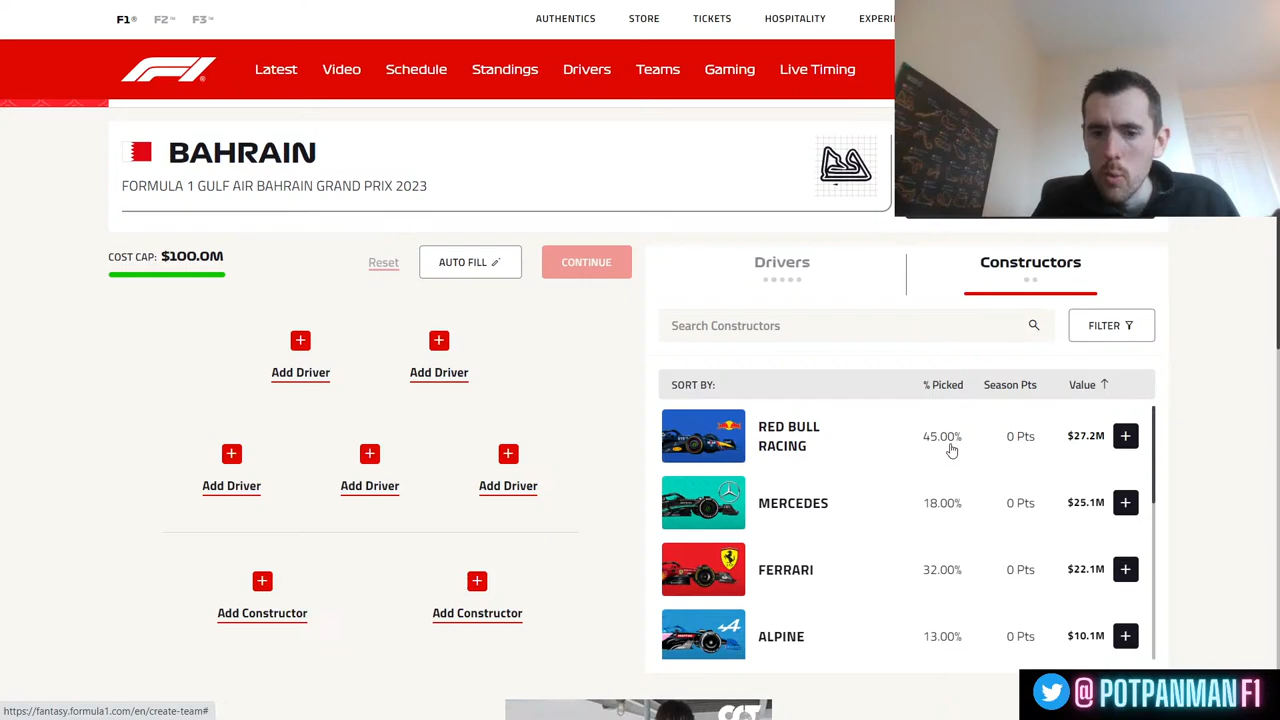 F1® F2™ F3™ AUTHENTICS STORE TICKETS HOSPITALITY EXPERI
F1 Latest Video Schedule Standings Drivers Teams Gaming Live Timing
BAHRAIN
FORMULA 1 GULF AIR BAHRAIN GRAND PRIX 2023
COST CAP: $100.0M
Reset
AUTO FILL
CONTINUE
Drivers
Constructors
Search Constructors
FILTER
SORT BY: % Picked Season Pts Value
RED BULL
RACING
45.00% 0 Pts $27.2M
MERCEDES 18.00% 0 Pts $25.1M
FERRARI 32.00% 0 Pts $22.1M
ALPINE 13.00% 0 Pts $10.1M
Add Driver Add Driver
Add Driver Add Driver Add Driver
Add Constructor Add Constructor
https://fantasy.formula1.com/en/create-team#
@POTPANMAN F1